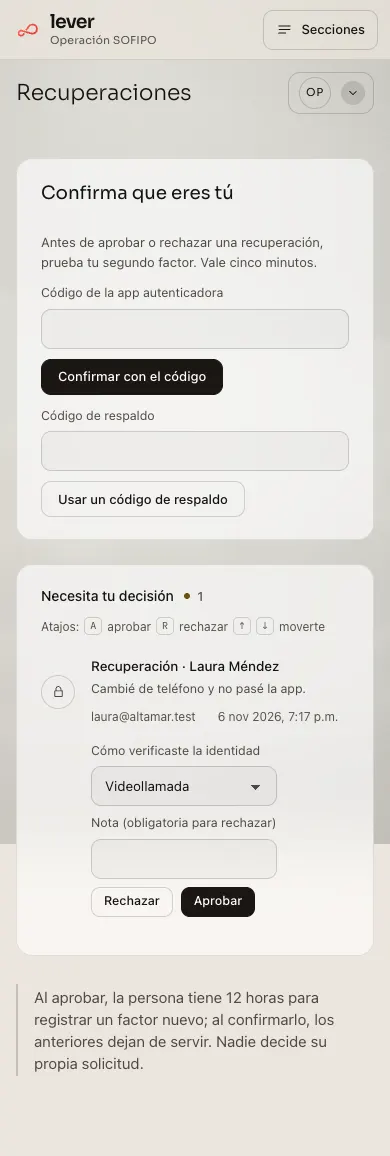 lever
Operación SOFIPO
Secciones
Recuperaciones
OP
Confirma que eres tú
Antes de aprobar o rechazar una recuperación,
prueba tu segundo factor. Vale cinco minutos.
Código de la app autenticadora
Confirmar con el código
Código de respaldo
Usar un código de respaldo
Necesita tu decisión • 1
Atajos: A aprobar R rechazar ↑ ↓ moverte
Recuperación · Laura Méndez
Cambié de teléfono y no pasé la app.
laura@altamar.test 6 nov 2026, 7:17 p.m.
Cómo verificaste la identidad
Videollamada
Nota (obligatoria para rechazar)
Rechazar Aprobar
Al aprobar, la persona tiene 12 horas para
registrar un factor nuevo; al confirmarlo, los
anteriores dejan de servir. Nadie decide su
propia solicitud.